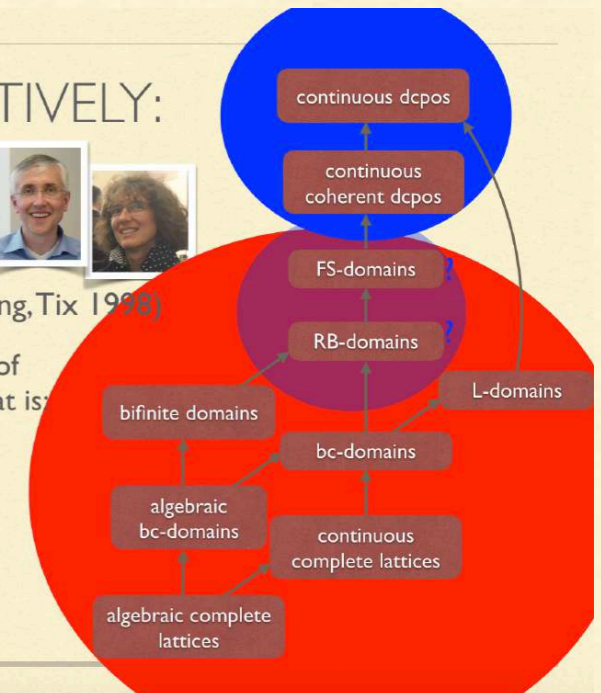 TIVELY:
ng, Tix 1998)
of
at is:
continuous dcpos
continuous
coherent dcpos
FS-domains ?
RB-domains ?
L-domains
bifinite domains
bc-domains
algebraic
bc-domains
continuous
complete lattices
algebraic complete
lattices